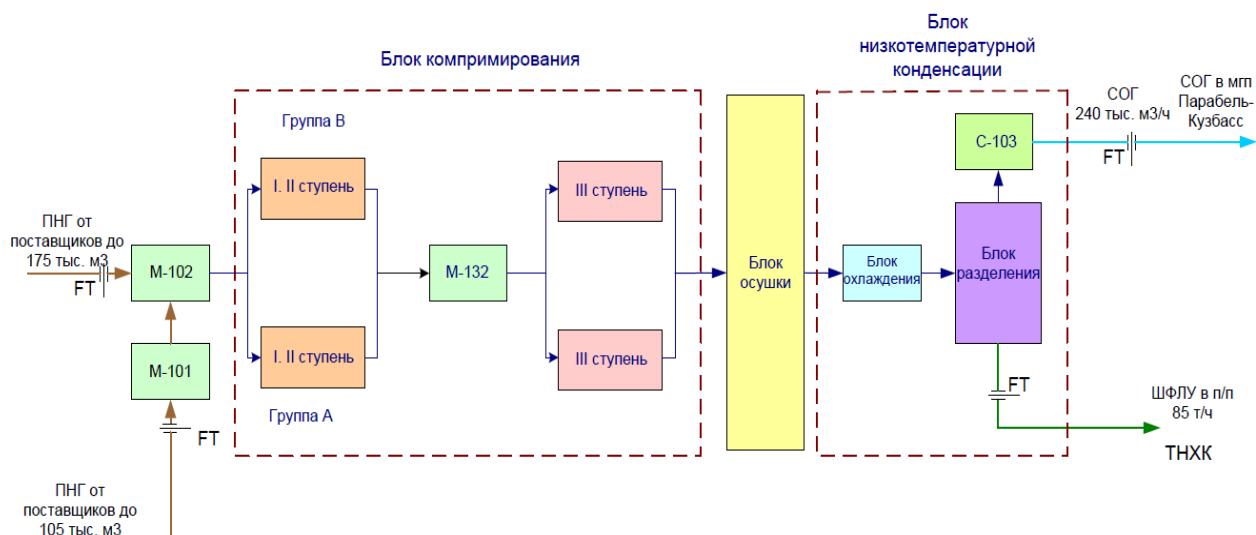 Блок компримирования
Блок
низкотемпературной
конденсации
СОГ
240 тыс. м3/ч
СОГ в мгп
Парабель-
Кузбасс
Группа В
I. II ступень
III ступень
С-103
FT
ПНГ от
поставщиков до
175 тыс. м3
FT
М-102
М-132
Блок
осушки
Блок
охлаждения
Блок
разделения
М-101
I. II ступень
III ступень
FT
Группа А
FT
ШФЛУ в п/п
85 т/ч
ТНХК
ПНГ от
поставщиков до
105 тыс. м3